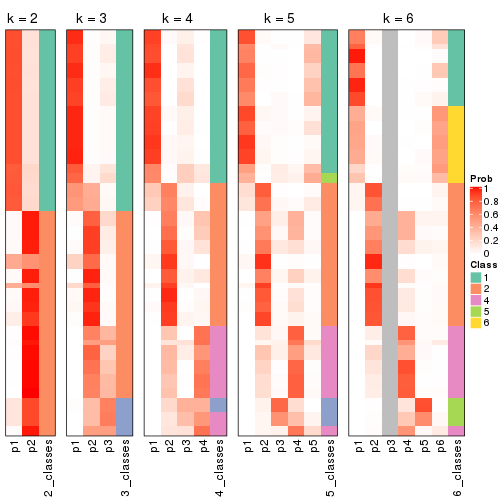 k = 2 k = 3 k = 4 k = 5 k = 6
Prob
1
0.8
0.6
0.4
0.2
0
Class
1
2
4
5
6
p1 p2 2_classes p1 p2 p3 3_classes p1 p2 p3 p4 4_classes p1 p2 p3 p4 p5 5_classes p1 p2 p3 p4 p5 p6 6_classes